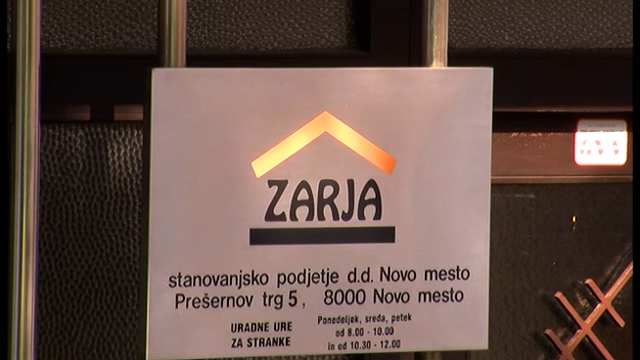 ZARJA
stanovanjsko podjetje d.d. Novo mesto
Prešernov trg 5, 8000 Novo mesto
URADNE URE
ZA STRANKE
Ponedeljek, sreda, petek
od 8.00 - 10.00
in od 10.30 - 12.00